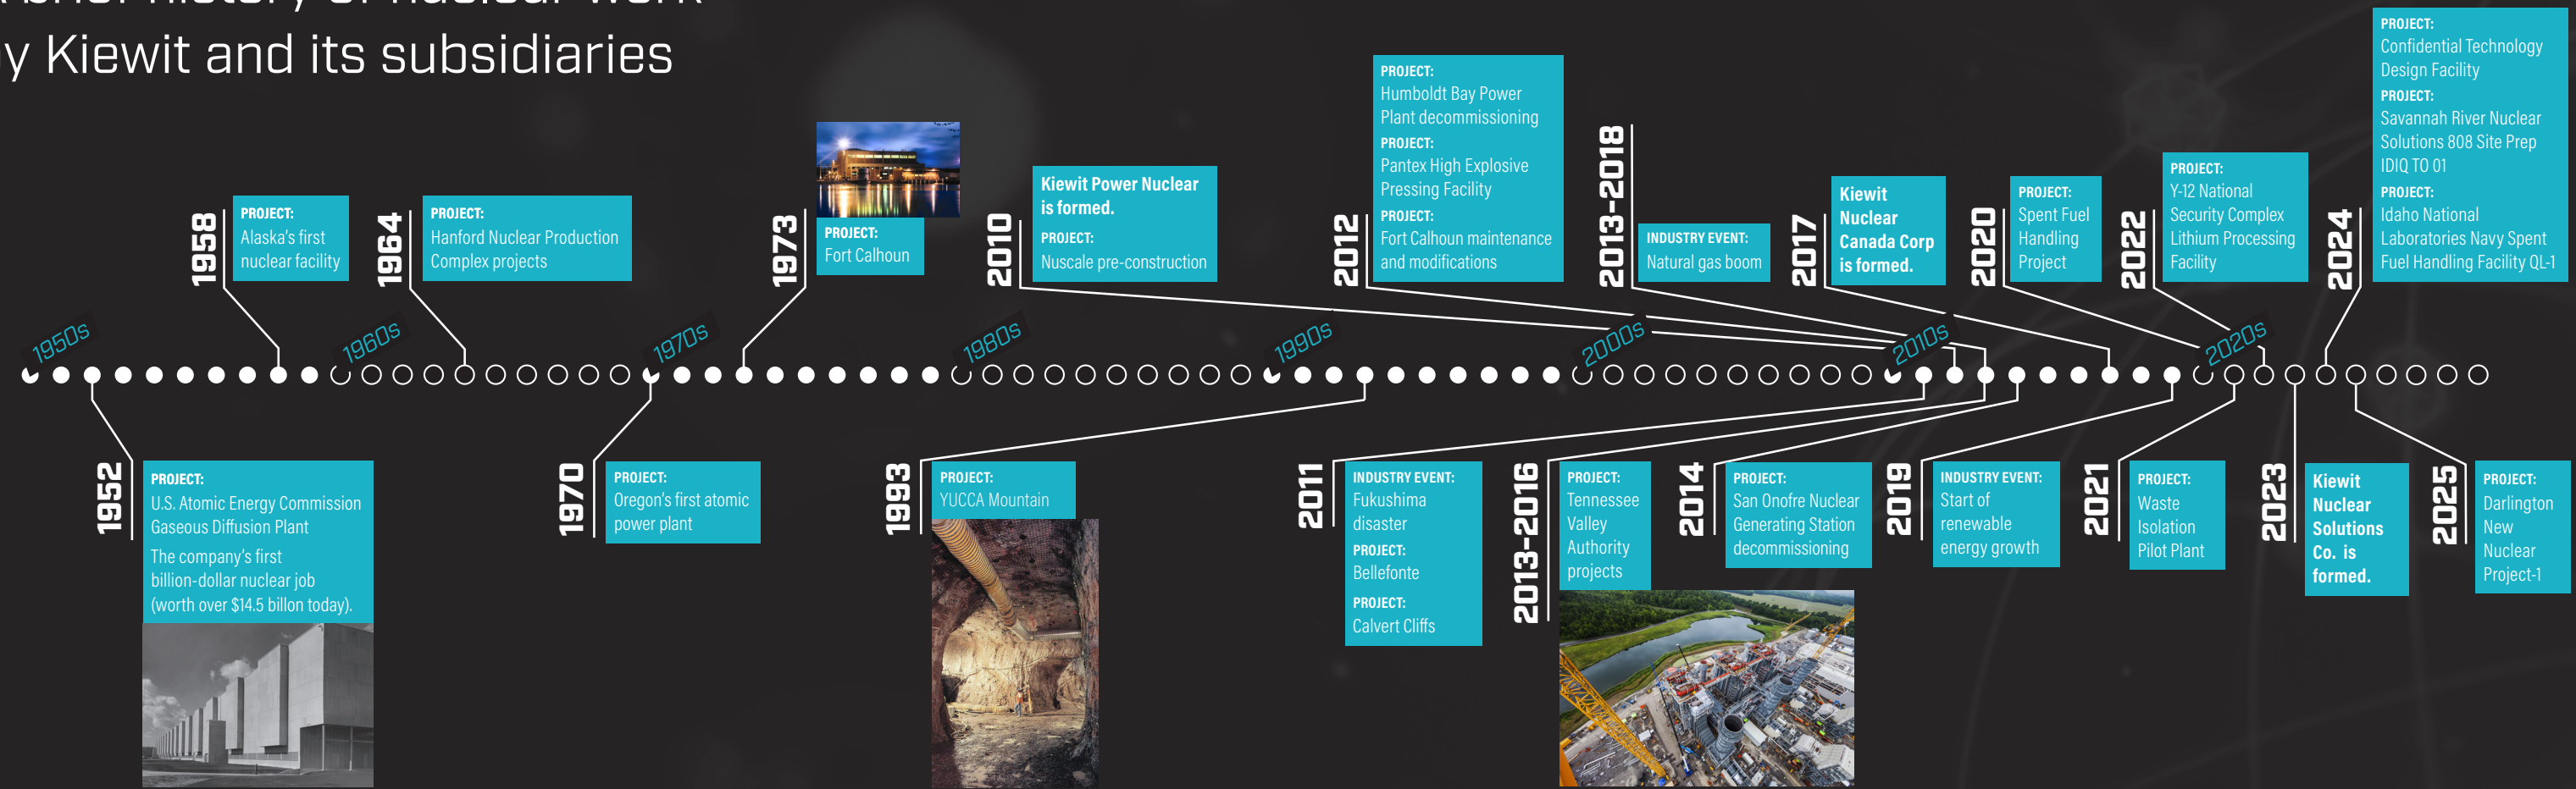 A brief history of nuclear work
by Kiewit and its subsidiaries
1958
PROJECT:
Alaska's first
nuclear facility
1964
PROJECT:
Hanford Nuclear Production
Complex projects
1973
PROJECT:
Fort Calhoun
2010
Kiewit Power Nuclear
is formed.
PROJECT:
Nuscale pre-construction
2012
PROJECT:
Humboldt Bay Power
Plant decommissioning
PROJECT:
Pantex High Explosive
Pressing Facility
PROJECT:
Fort Calhoun maintenance
and modifications
2013-2018
INDUSTRY EVENT:
Natural gas boom
2017
Kiewit
Nuclear
Canada Corp
is formed.
2020
PROJECT:
Spent Fuel
Handling
Project
2022
PROJECT:
Y-12 National
Security Complex
Lithium Processing
Facility
2024
PROJECT:
Confidential Technology
Design Facility
PROJECT:
Savannah River Nuclear
Solutions 808 Site Prep
IDIQ TO 01
PROJECT:
Idaho National
Laboratories Navy Spent
Fuel Handling Facility QL-1
1950s
1960s
1970s
1980s
1990s
2000s
2010s
2020s
1952
PROJECT:
U.S. Atomic Energy Commission
Gaseous Diffusion Plant
The company's first
billion-dollar nuclear job
(worth over $14.5 billon today).
1970
PROJECT:
Oregon's first atomic
power plant
1993
PROJECT:
YUCCA Mountain
2011
INDUSTRY EVENT:
Fukushima
disaster
PROJECT:
Bellefonte
PROJECT:
Calvert Cliffs
2013-2016
PROJECT:
Tennessee
Valley
Authority
projects
2014
PROJECT:
San Onofre Nuclear
Generating Station
decommissioning
2019
INDUSTRY EVENT:
Start of
renewable
energy growth
2021
PROJECT:
Waste
Isolation
Pilot Plant
2023
Kiewit
Nuclear
Solutions
Co. is
formed.
2025
PROJECT:
Darlington
New
Nuclear
Project-1